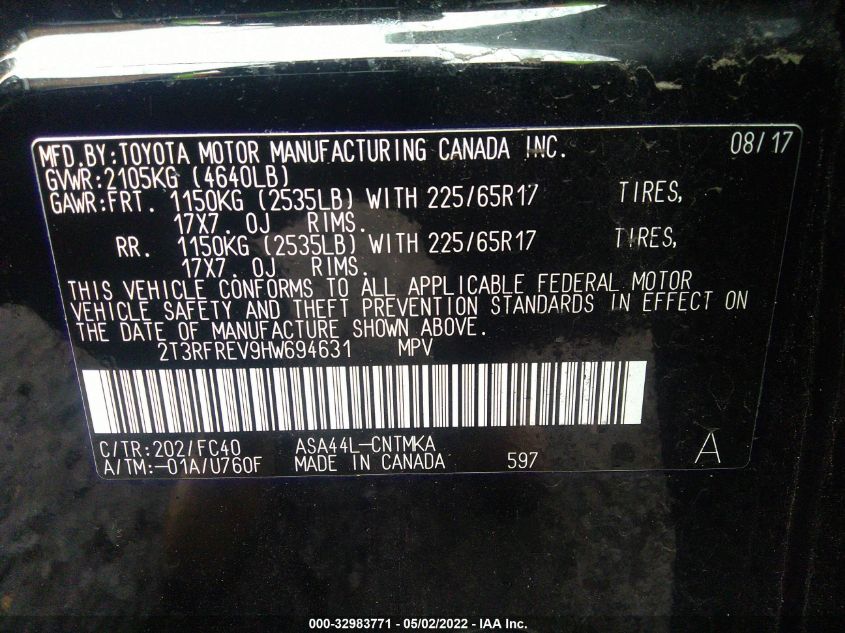 MFD.BY:TOYOTA MOTOR MANUFACTURING CANADA INC. 08/17
GVWR:2105KG (4640LB)
GAWR:FRT. 1150KG (2535LB) WITH 225/65R17 TIRES,
17X7.0J RIMS.
RR. 1150KG (2535LB) WITH 225/65R17 TIRES,
17X7.0J RIMS.
THIS VEHICLE CONFORMS TO ALL APPLICABLE FEDERAL MOTOR
VEHICLE SAFETY AND THEFT PREVENTION STANDARDS IN EFFECT ON
THE DATE OF MANUFACTURE SHOWN ABOVE.
2T3RFREV9HW694631 MPV
C/TR:202/FC40 ASA44L-CNTMKA
A/TM:-01A/U760F MADE IN CANADA 597 A
000-32983771 - 05/02/2022 - IAA Inc.